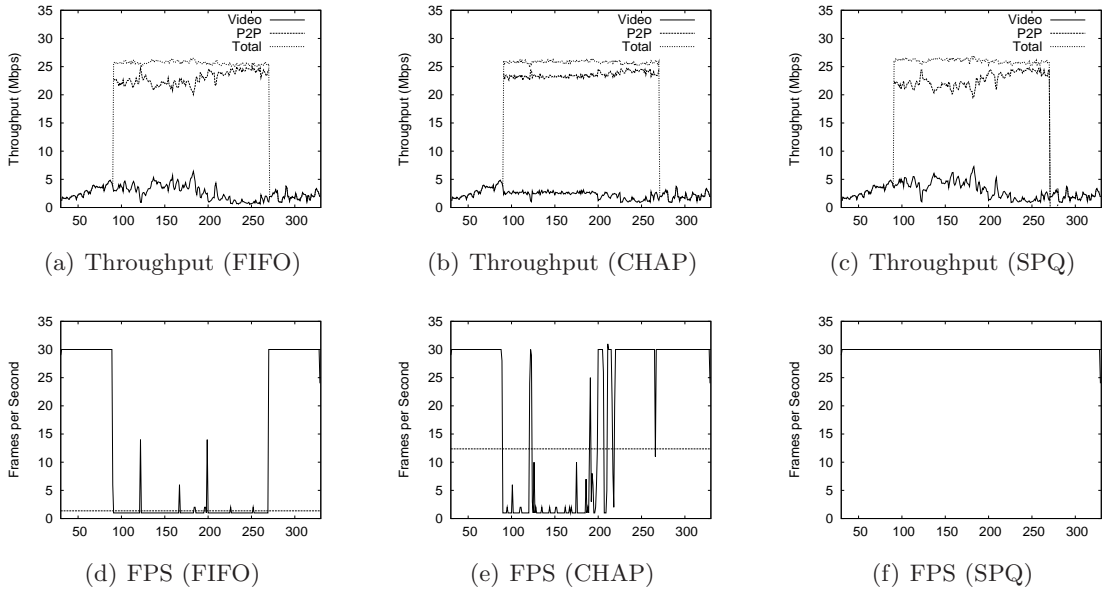 35
30
25
20
15
10
5
0
Throughput (Mbps)
Video
P2P
Total
50 100 150 200 250 300
(a) Throughput (FIFO)
35
30
25
20
15
10
5
0
Throughput (Mbps)
Video
P2P
Total
50 100 150 200 250 300
(b) Throughput (CHAP)
35
30
25
20
15
10
5
0
Throughput (Mbps)
Video
P2P
Total
50 100 150 200 250 300
(c) Throughput (SPQ)
35
30
25
20
15
10
5
0
Frames per Second
50 100 150 200 250 300
(d) FPS (FIFO)
35
30
25
20
15
10
5
0
Frames per Second
50 100 150 200 250 300
(e) FPS (CHAP)
35
30
25
20
15
10
5
0
Frames per Second
50 100 150 200 250 300
(f) FPS (SPQ)